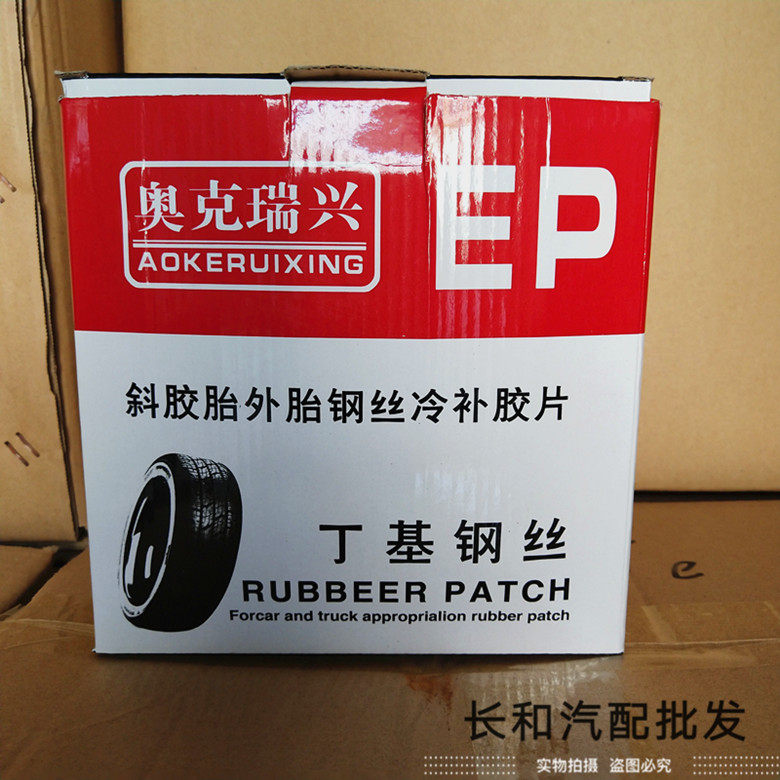 奥克瑞兴
AOKERUIXING
EP
斜胶胎外胎钢丝冷补胶片
丁基钢丝
RUBBEER PATCH
Forcar and truck approprialion rubber patch
e
长和汽配批发
实物拍摄 盗图必究